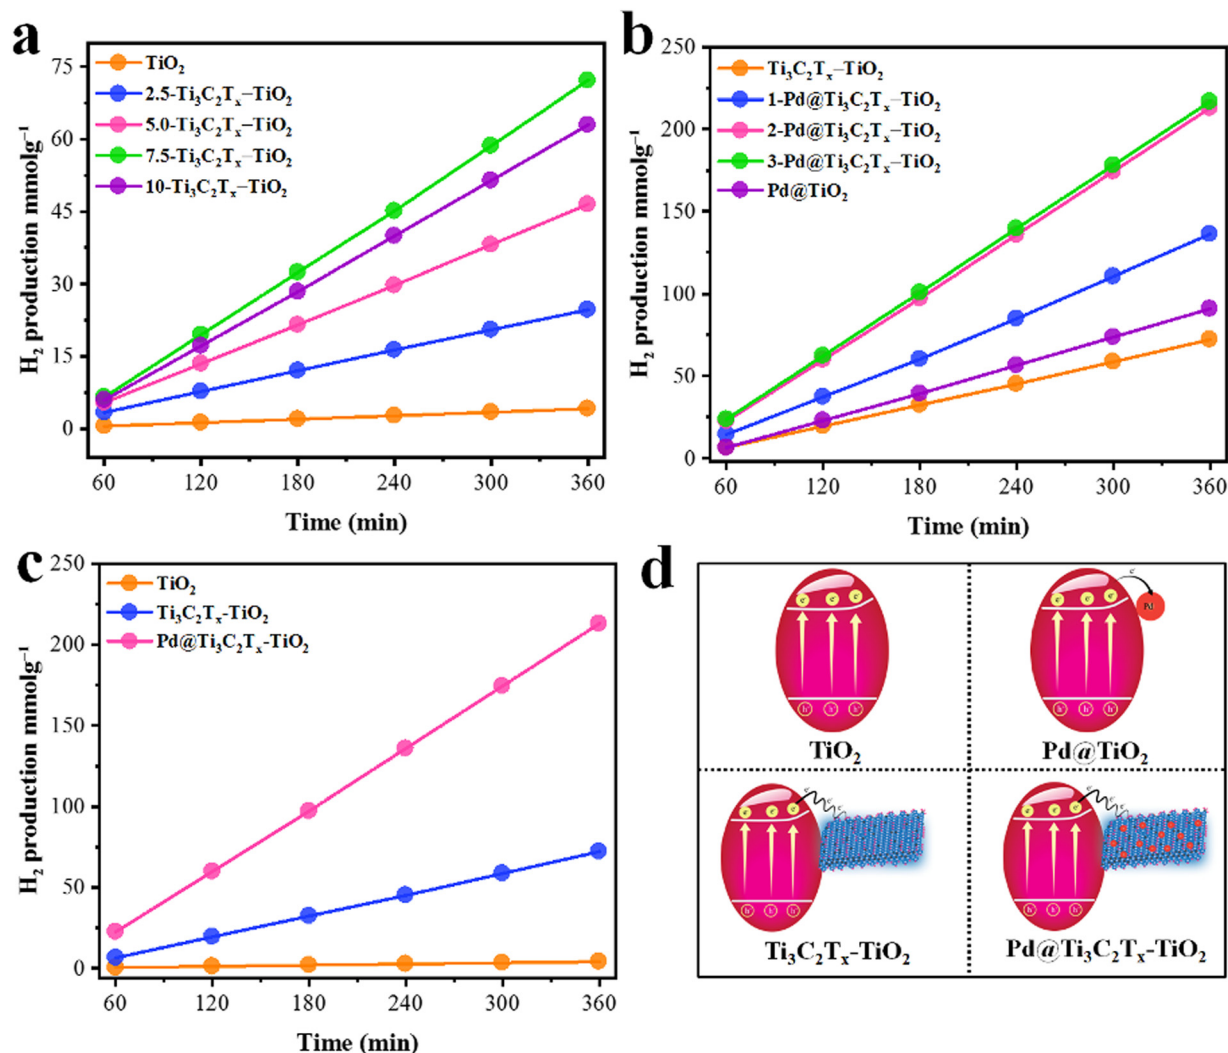 a
H₂ production mmolg⁻¹
75
60
45
30
15
0
TiO₂
2.5-Ti₃C₂Tₓ–TiO₂
5.0-Ti₃C₂Tₓ–TiO₂
7.5-Ti₃C₂Tₓ–TiO₂
10-Ti₃C₂Tₓ–TiO₂
60 120 180 240 300 360
Time (min)
b
H₂ production mmolg⁻¹
250
200
150
100
50
0
Ti₃C₂Tₓ–TiO₂
1-Pd@Ti₃C₂Tₓ–TiO₂
2-Pd@Ti₃C₂Tₓ–TiO₂
3-Pd@Ti₃C₂Tₓ–TiO₂
Pd@TiO₂
60 120 180 240 300 360
Time (min)
c
H₂ production mmolg⁻¹
250
200
150
100
50
0
TiO₂
Ti₃C₂Tₓ-TiO₂
Pd@Ti₃C₂Tₓ-TiO₂
60 120 180 240 300 360
Time (min)
d
e⁻ e⁻ e⁻
h⁺ h⁺ h⁺
TiO₂
e⁻
e⁻ e⁻ e⁻
Pd
h⁺ h⁺ h⁺
Pd@TiO₂
e⁻ e⁻
e⁻ e⁻ e⁻
h⁺ h⁺ h⁺
Ti₃C₂Tₓ-TiO₂
e⁻ e⁻
e⁻ e⁻ e⁻
h⁺ h⁺ h⁺
Pd@Ti₃C₂Tₓ-TiO₂